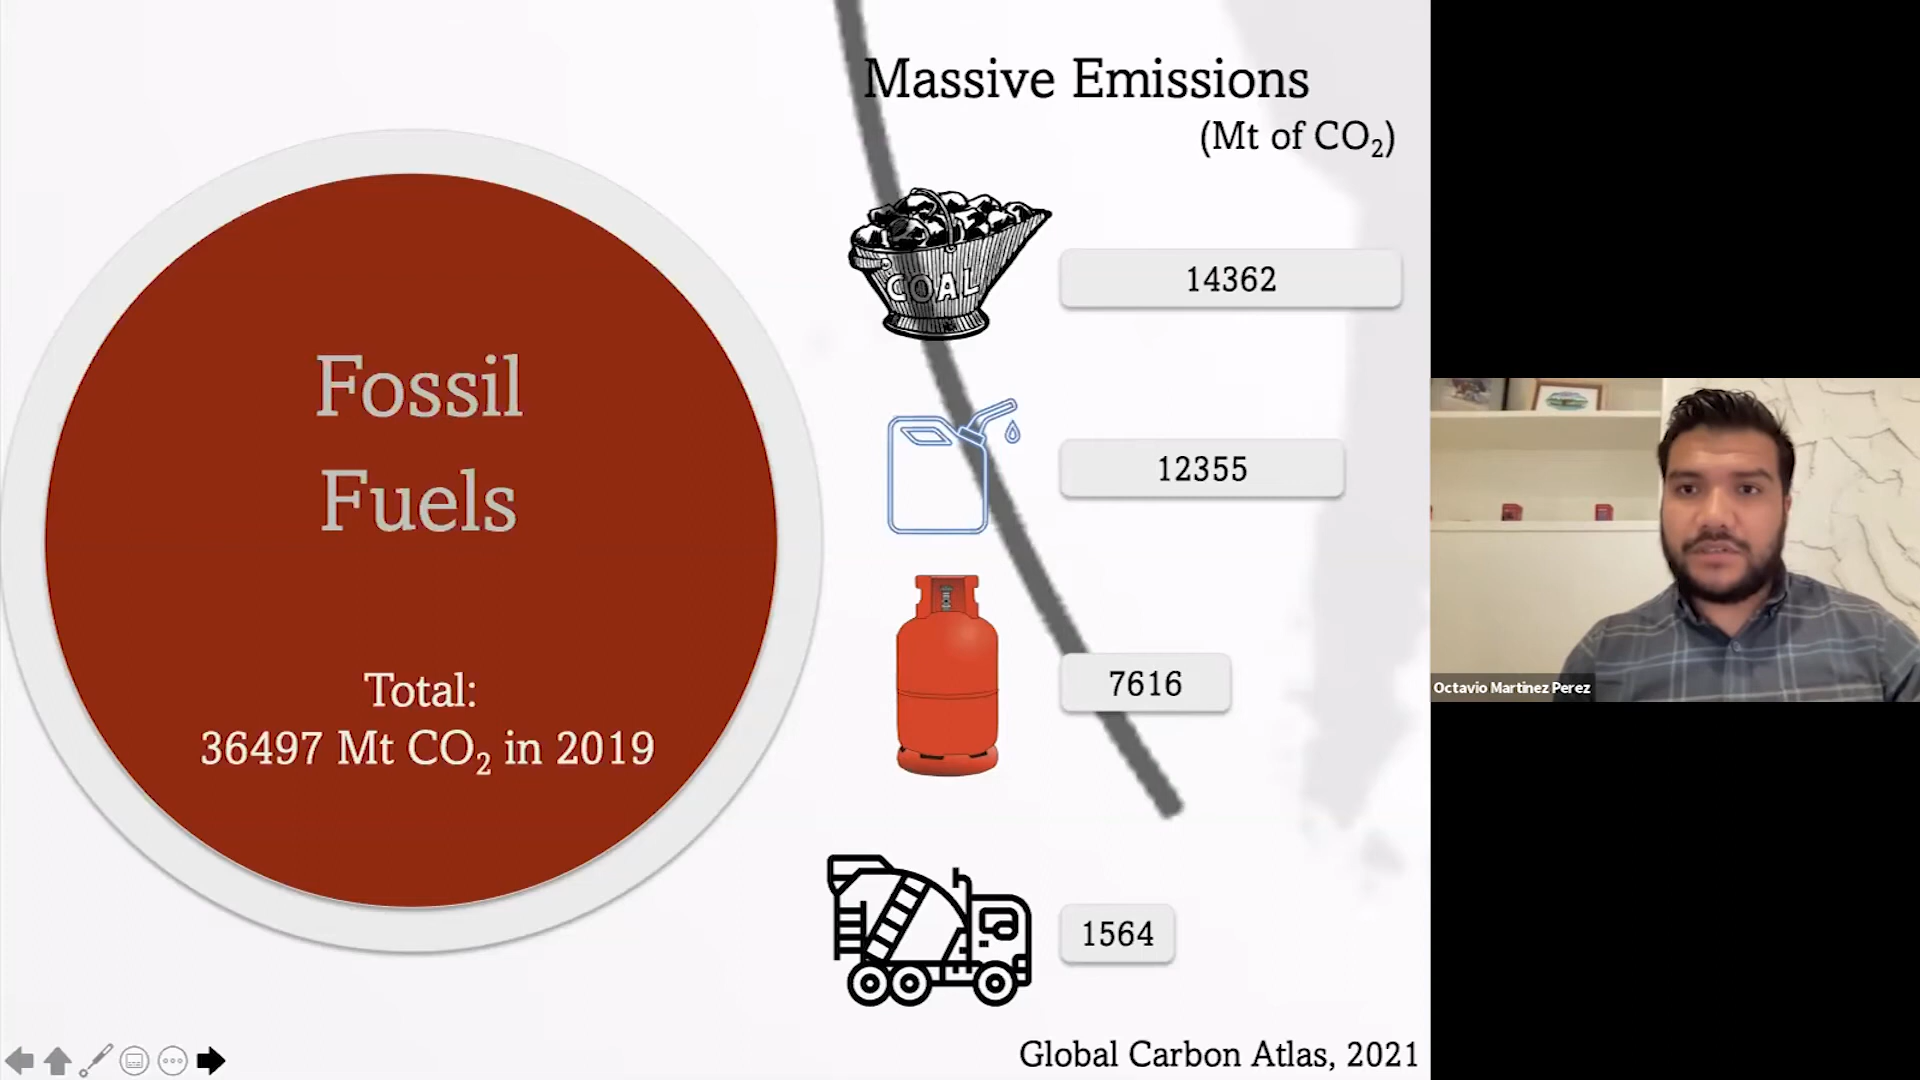 Massive Emissions
(Mt of CO₂)
COAL
14362
12355
7616
1564
Fossil
Fuels
Total:
36497 Mt CO₂ in 2019
Global Carbon Atlas, 2021
Octavio Martinez Perez